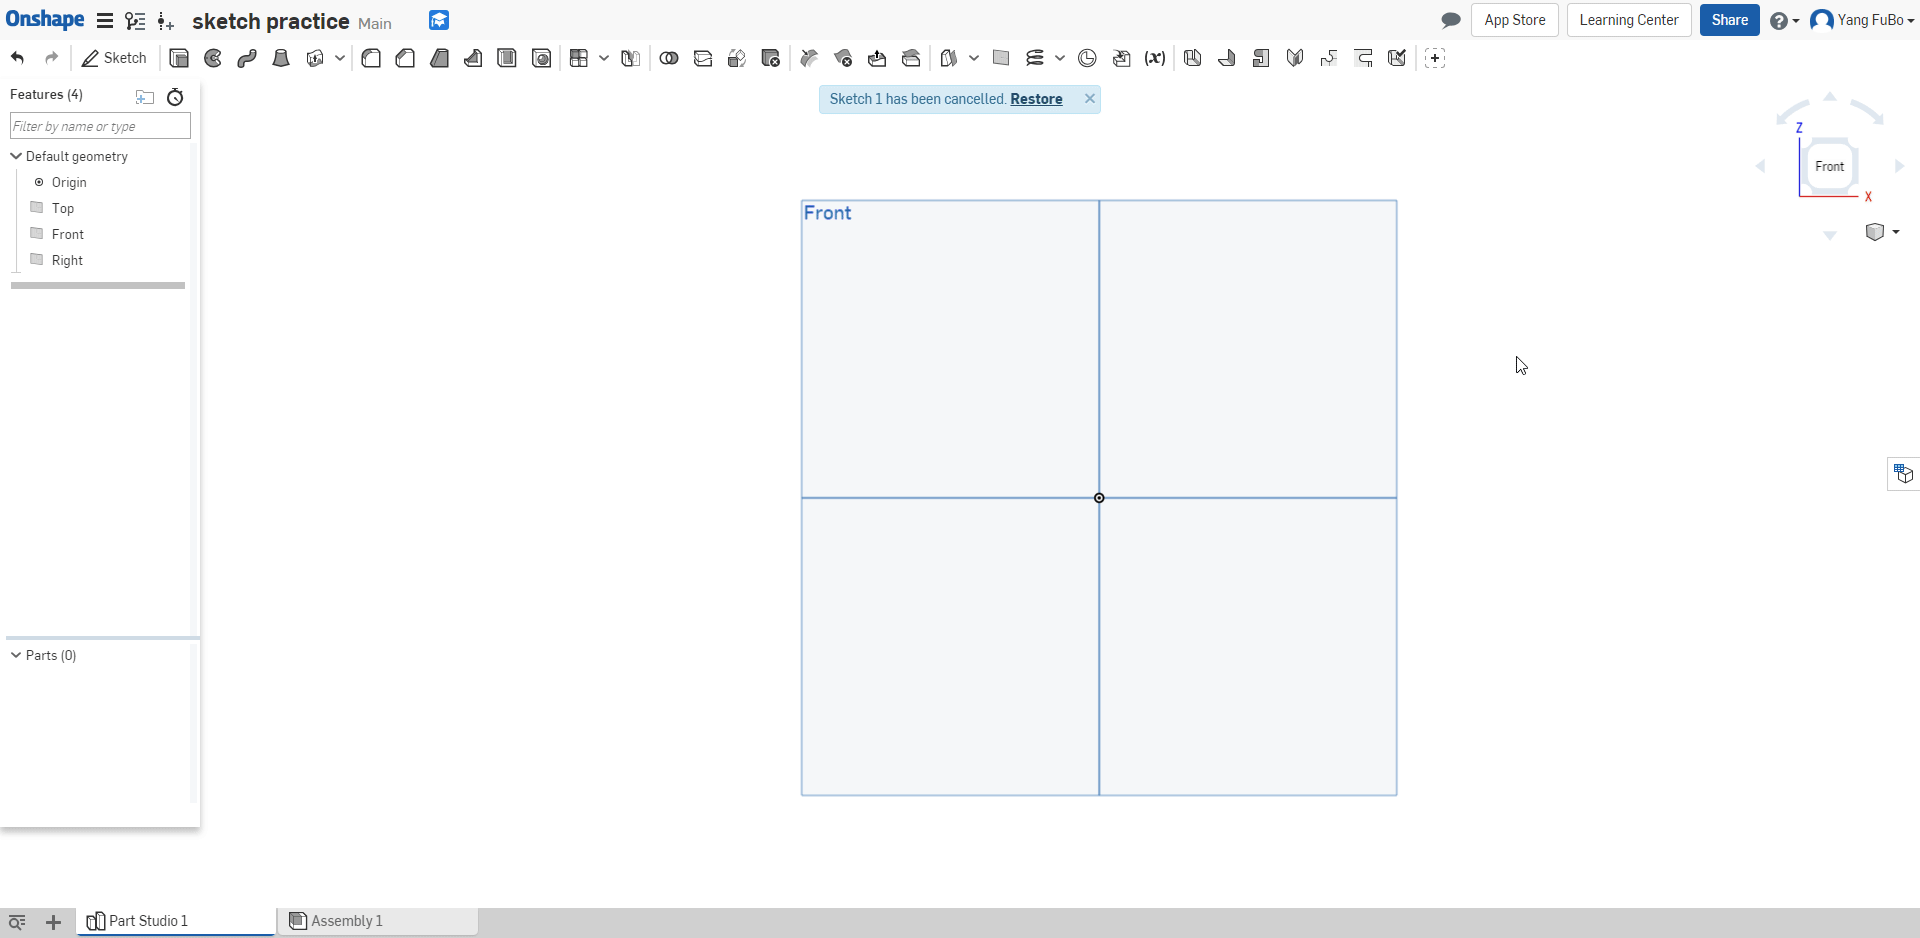 Onshape sketch practice Main App Store Learning Center Share Yang FuBo
Sketch (x)
Features (4)
Sketch 1 has been cancelled. Restore
Filter by name or type
Default geometry
Origin
Top
Front
Right
Front
Z
Front
X
Parts (0)
Part Studio 1 Assembly 1